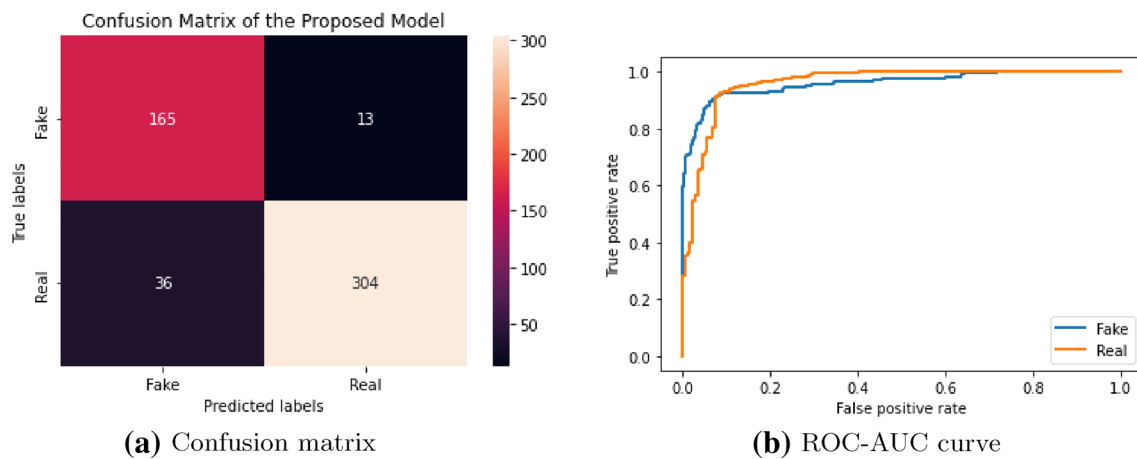 Confusion Matrix of the Proposed Model
300
250
200
150
100
50
True labels
Fake
Real
165
13
36
304
Fake
Real
Predicted labels
(a) Confusion matrix
1.0
0.8
0.6
0.4
0.2
0.0
True positive rate
Fake
Real
0.0
0.2
0.4
0.6
0.8
1.0
False positive rate
(b) ROC-AUC curve